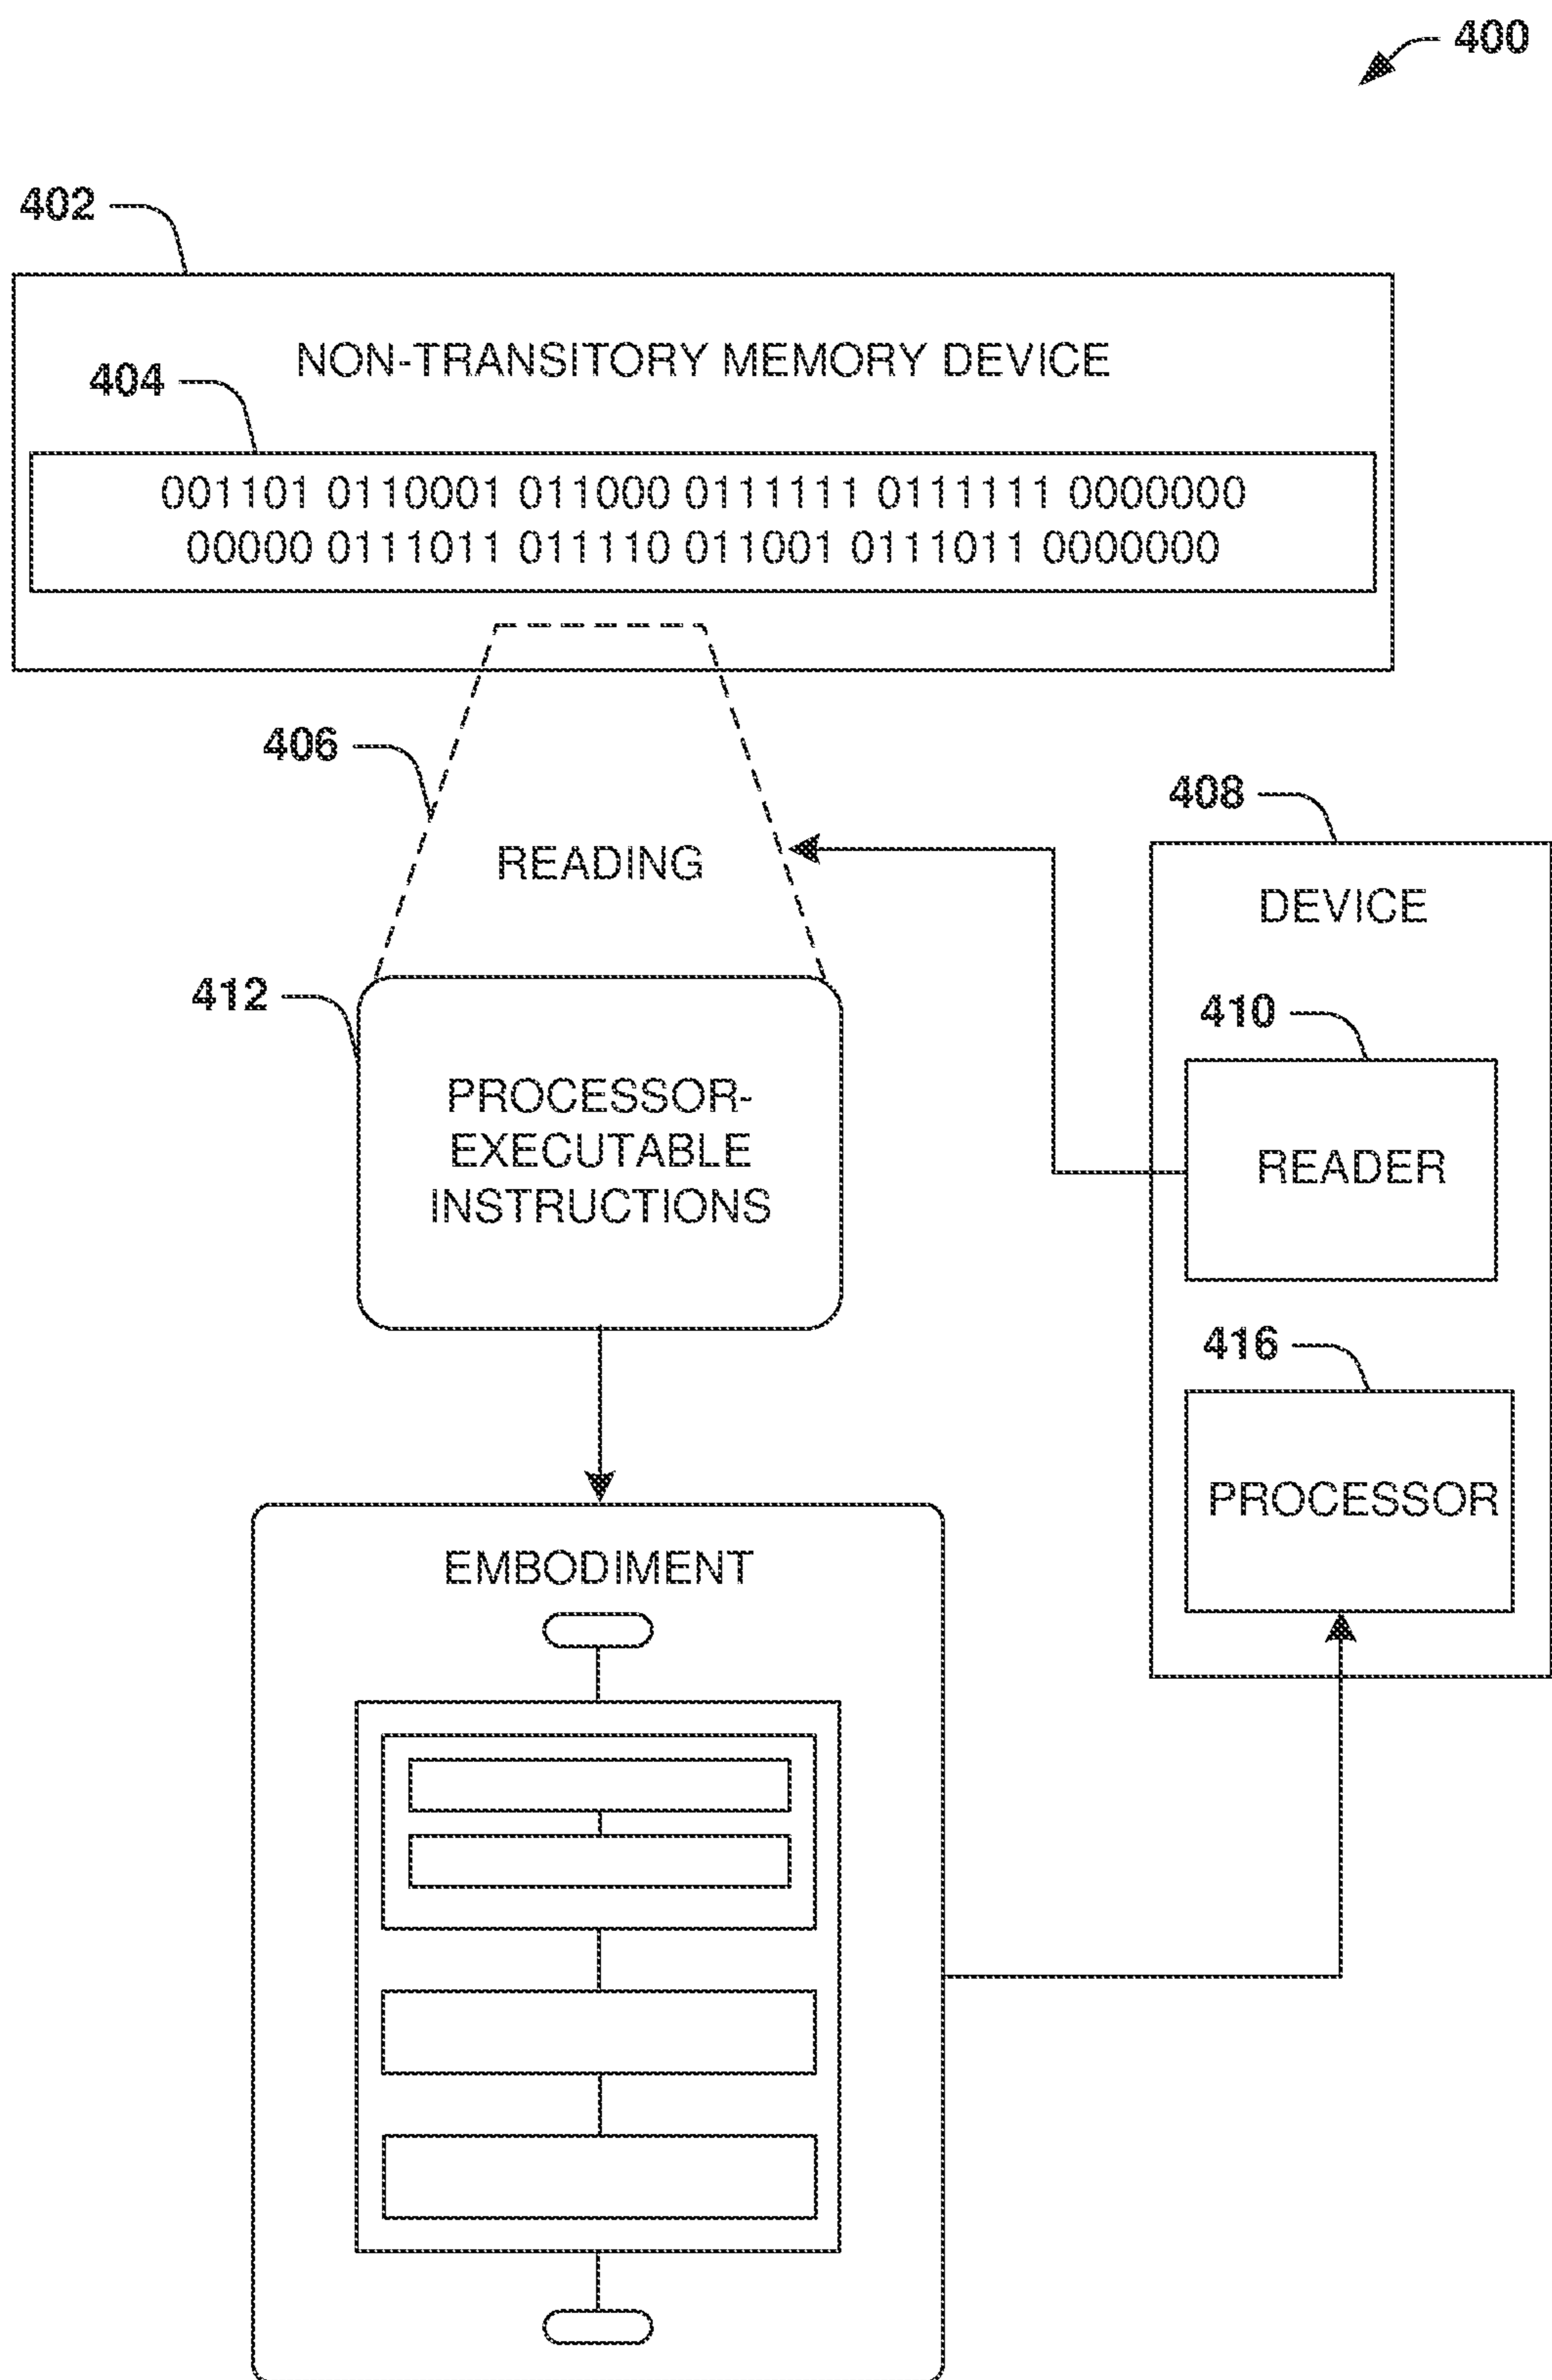 400
402
NON-TRANSITORY MEMORY DEVICE
404
001101 0110001 011000 0111111 0111111 0000000
00000 0111011 011110 011001 0111011 0000000
406
READING
408
DEVICE
412
410
PROCESSOR-
EXECUTABLE
INSTRUCTIONS
READER
416
PROCESSOR
EMBODIMENT